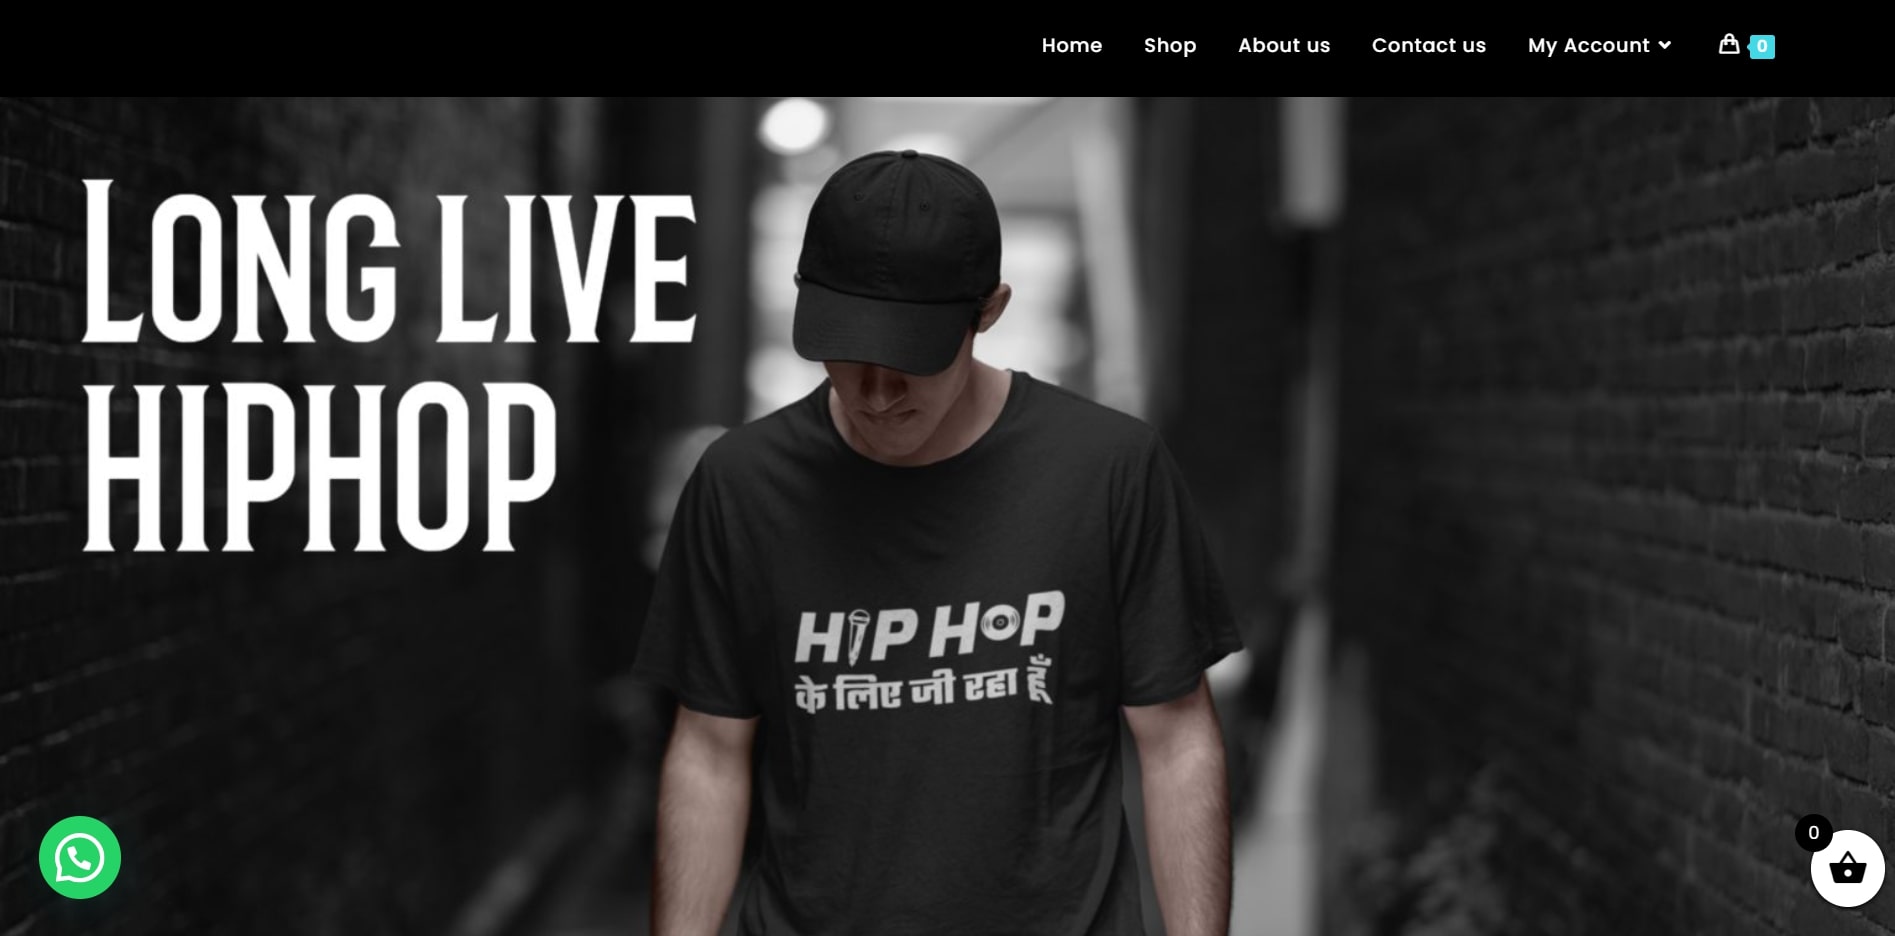 Home Shop About us Contact us My Account 0
LONG LIVE
HIPHOP
HIP HOP
के लिए जी रहा हूँ
0